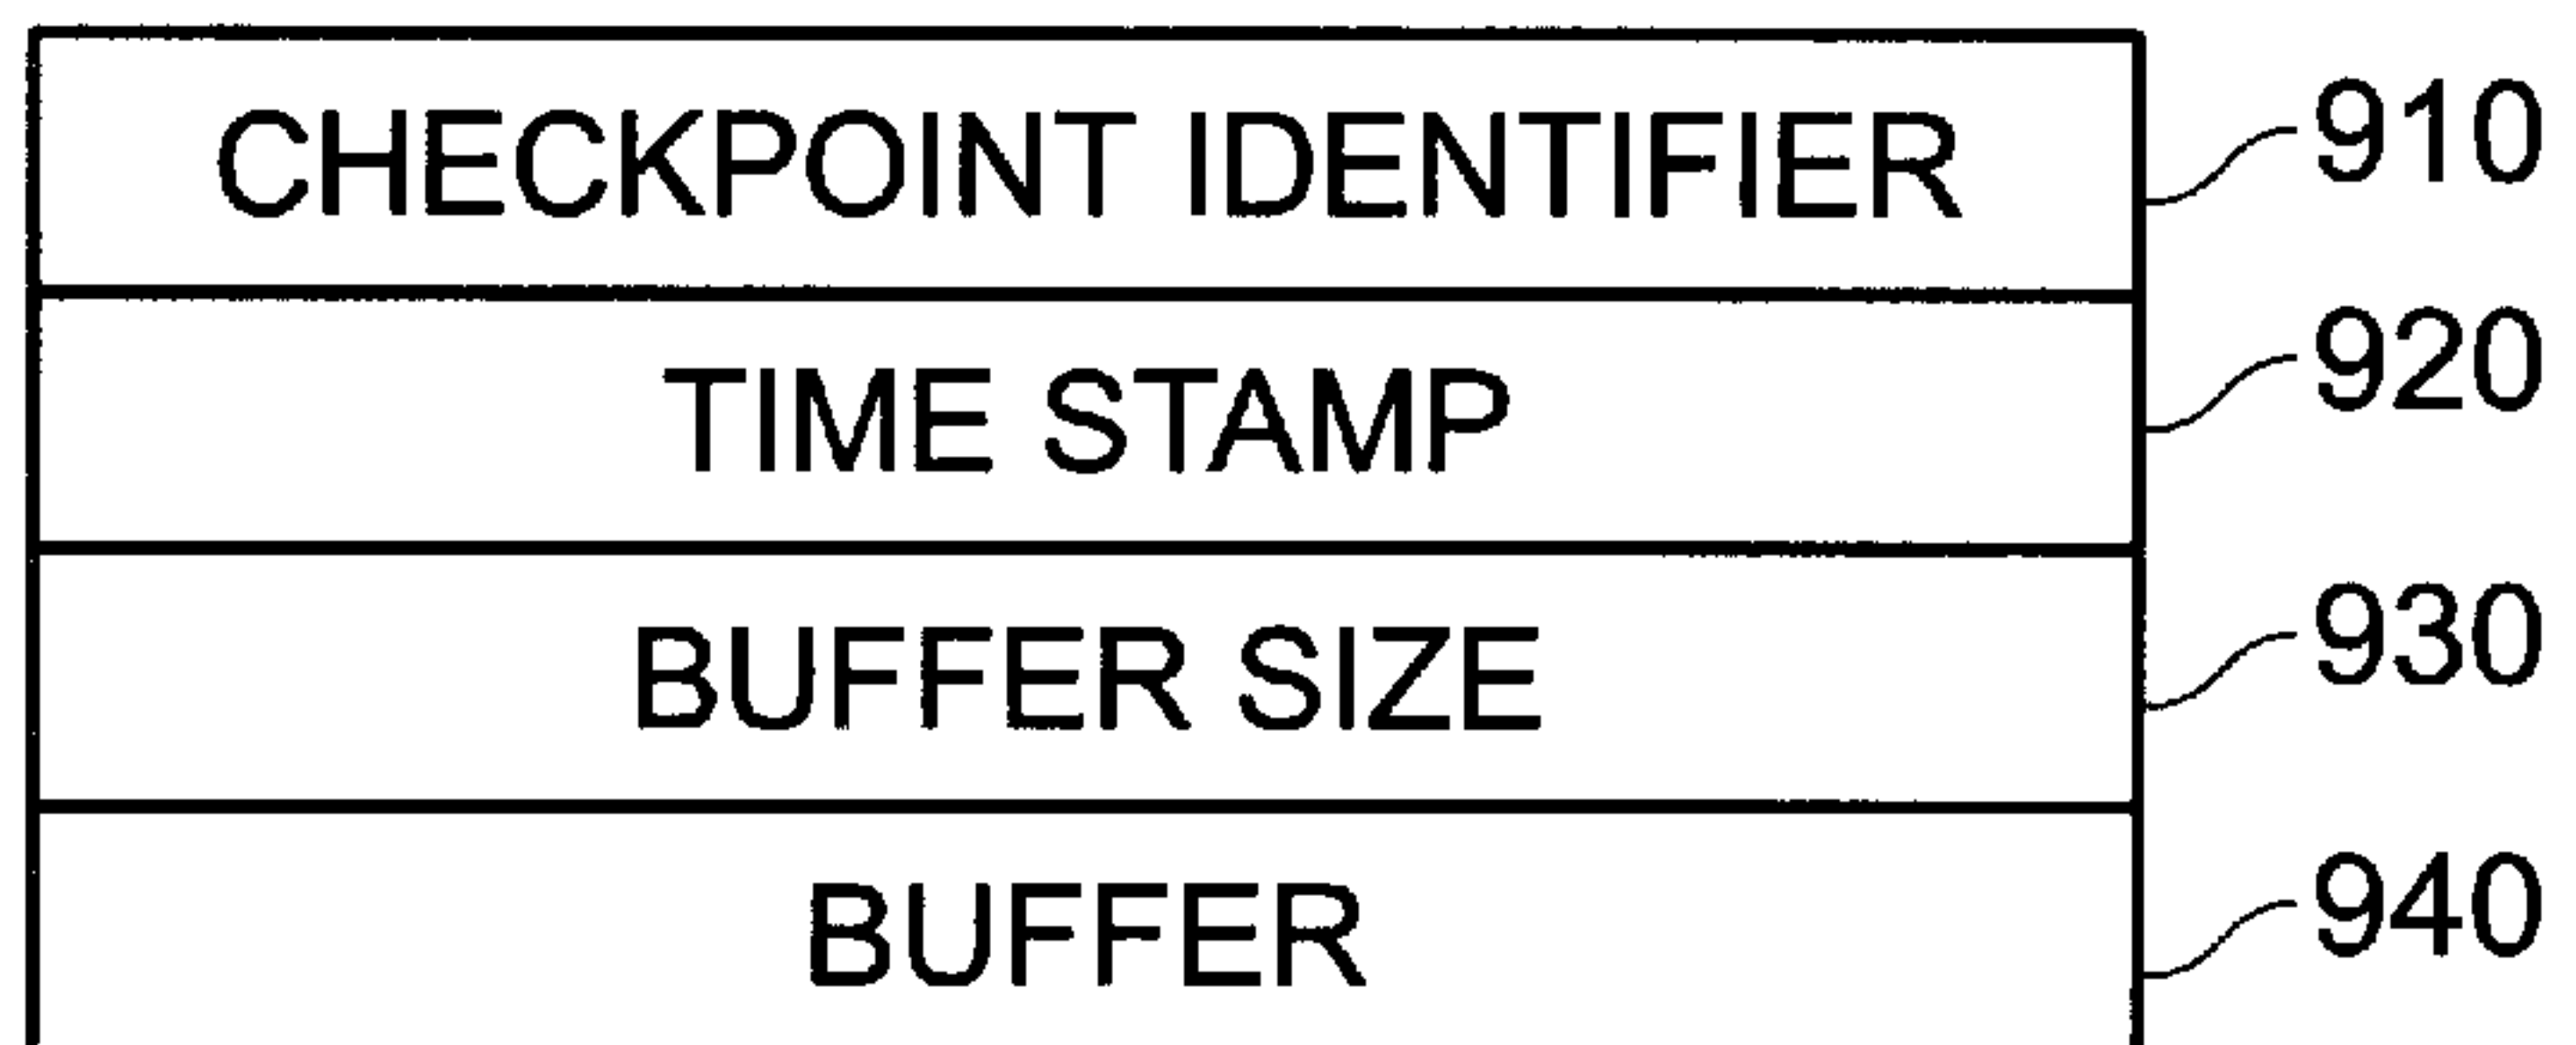 CHECKPOINT IDENTIFIER 910
TIME STAMP 920
BUFFER SIZE 930
BUFFER 940